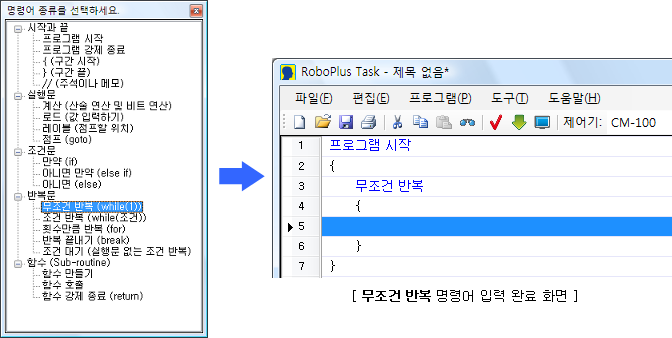 명령어 종류를 선택하세요.
시작과 끝
프로그램 시작
프로그램 강제 종료
{ (구간 시작)
} (구간 끝)
// (주석이나 메모)
실행문
계산 (산술 연산 및 비트 연산)
로드 (값 입력하기)
레이블 (점프할 위치)
점프 (goto)
조건문
만약 (if)
아니면 만약 (else if)
아니면 (else)
반복문
무조건 반복 (while(1))
조건 반복 (while(조건))
횟수만큼 반복 (for)
반복 끝내기 (break)
조건 대기 (실행문 없는 조건 반복)
함수 (Sub-routine)
함수 만들기
함수 호출
함수 강제 종료 (return)
RoboPlus Task - 제목 없음*
파일(F) 편집(E) 프로그램(P) 도구(T) 도움말(H)
제어기: CM-100
1 프로그램 시작
2 {
3 무조건 반복
4 {
5
6 }
7 }
[ 무조건 반복 명령어 입력 완료 화면 ]